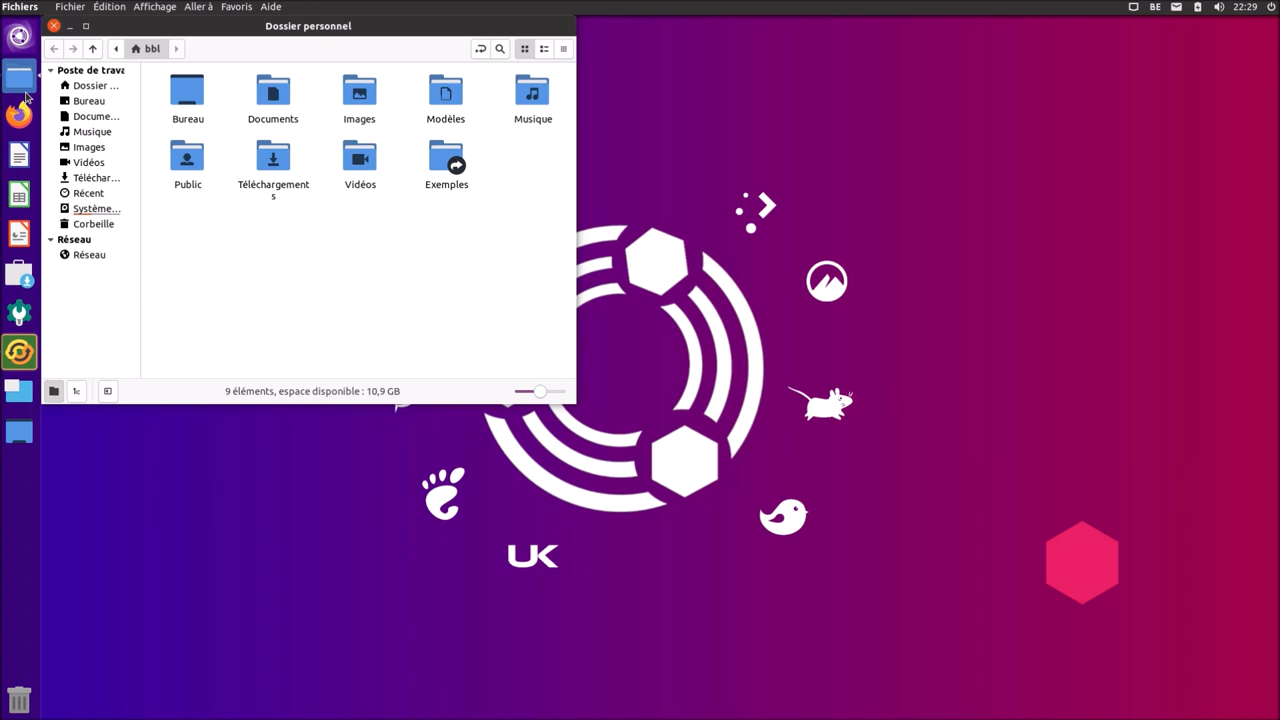 Fichiers Fichier Édition Affichage Aller à Favoris Aide BE 22:29
Dossier personnel
bbl
Poste de trava
Dossier ...
Bureau
Docume...
Musique
Images
Vidéos
Téléchar...
Récent
Système...
Corbeille
Réseau
Réseau
Bureau Documents Images Modèles Musique
Public Téléchargement
s Vidéos Exemples
9 éléments, espace disponible : 10,9 GB
UK